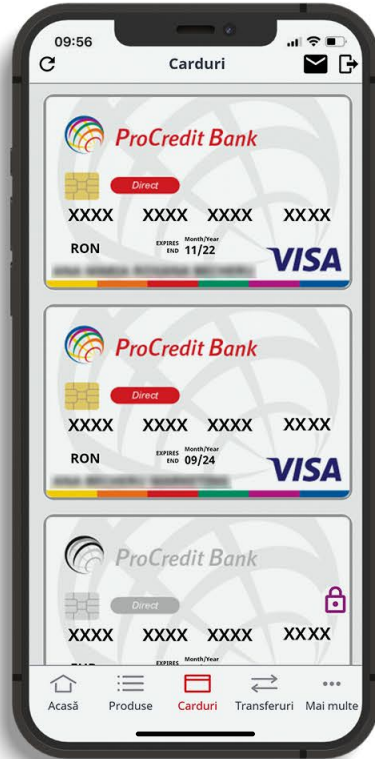 09:56
Carduri
ProCredit Bank
Direct
XXXX XXXX XXXX XXXX
Month/Year
RON EXPIRES END 11/22
VISA
ProCredit Bank
Direct
XXXX XXXX XXXX XXXX
Month/Year
RON EXPIRES END 09/24
VISA
ProCredit Bank
Direct
XXXX XXXX XXXX XXXX
Month/Year
EXPIRES
Acasă Produse Carduri Transferuri Mai multe